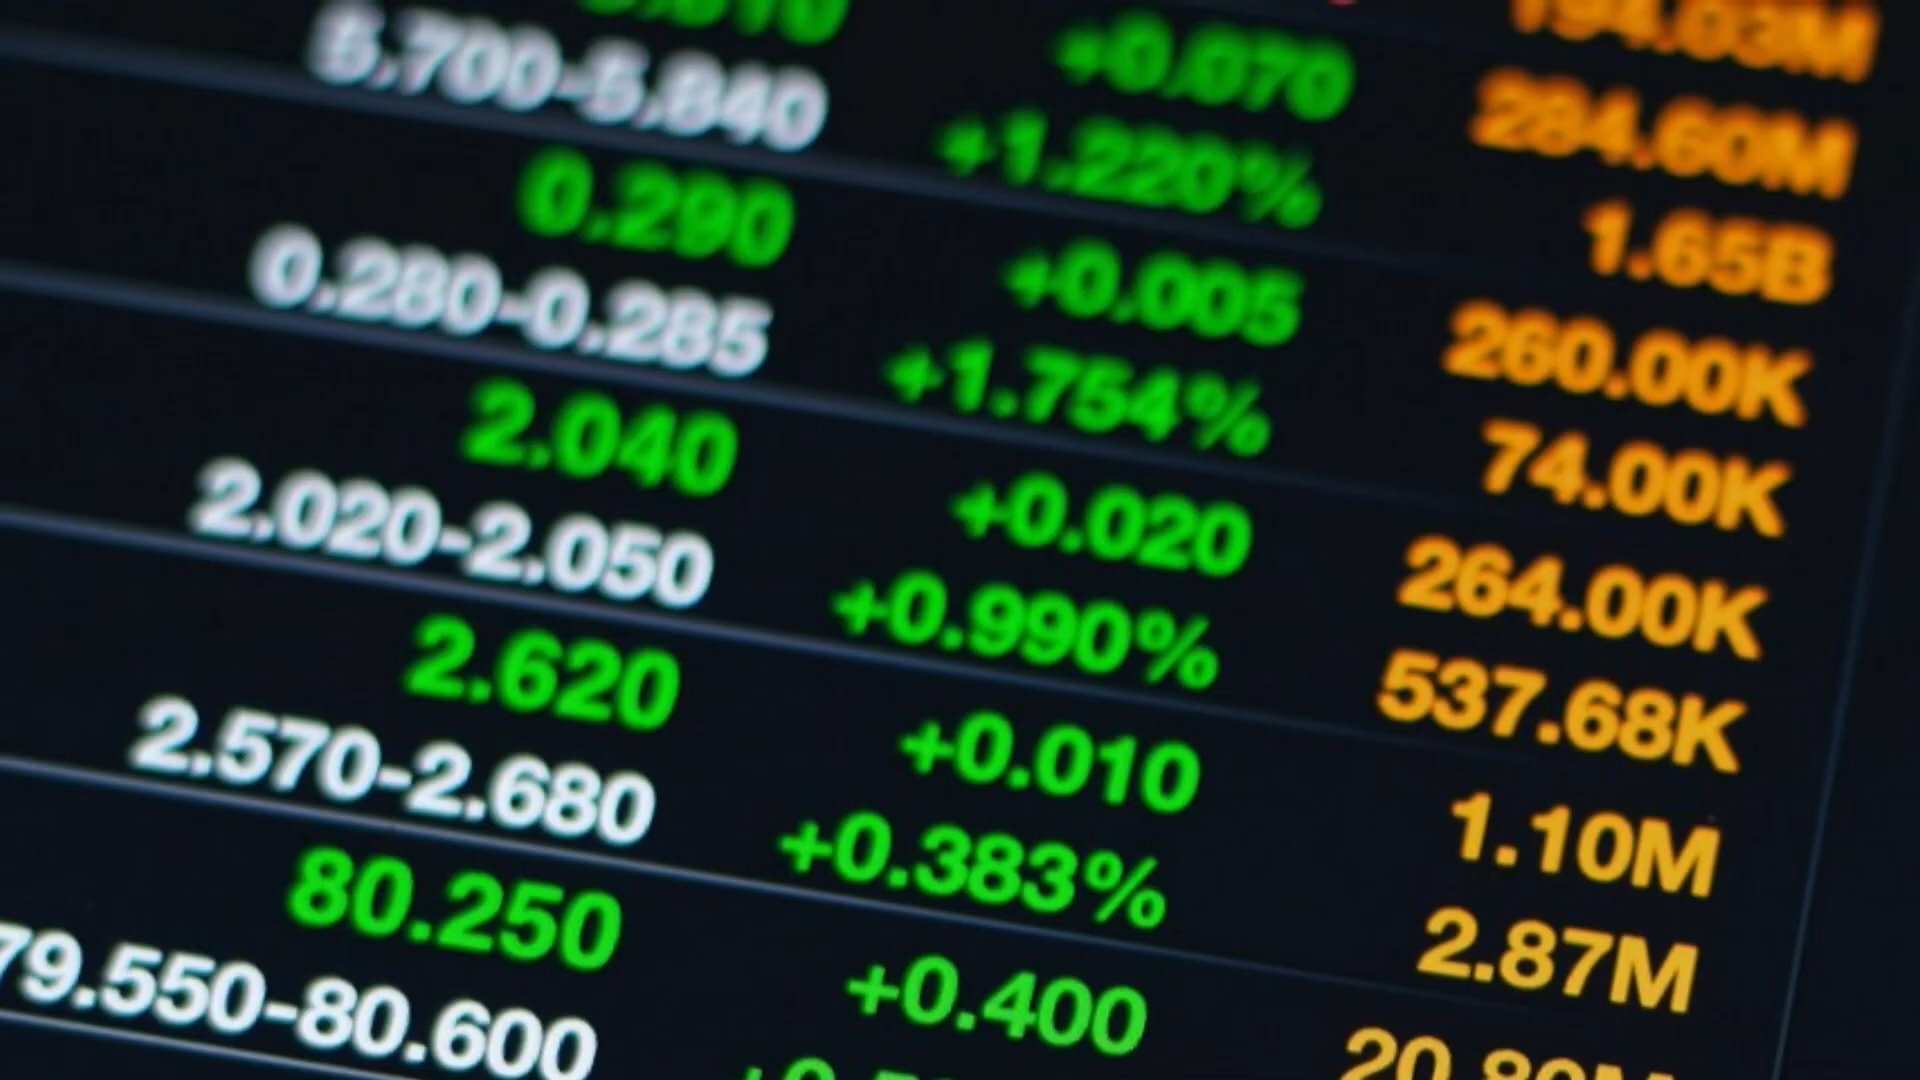 194.03M
+0.070
284.60M
5.700-5.840
+1.220%
1.65B
0.290
+0.005
260.00K
0.280-0.285
+1.754%
74.00K
2.040
+0.020
264.00K
2.020-2.050
+0.990%
537.68K
2.620
+0.010
1.10M
2.570-2.680
+0.383%
2.87M
80.250
+0.400
79.550-80.600